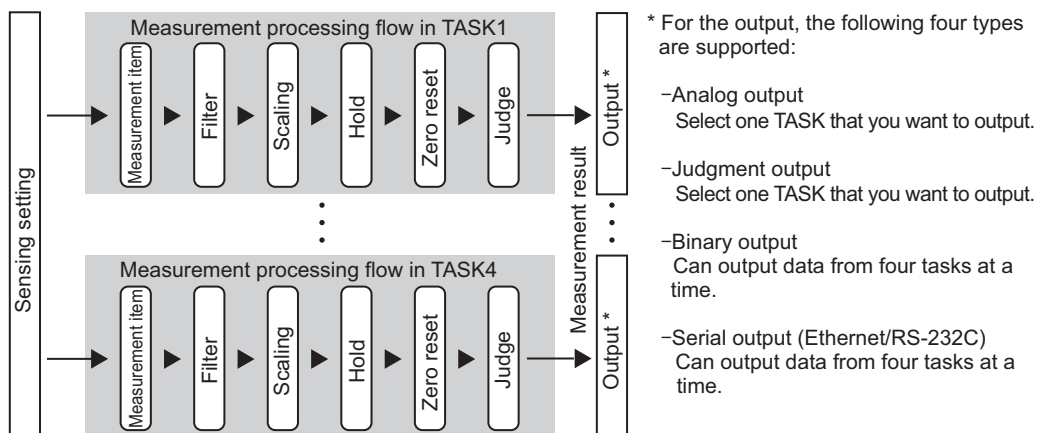 Sensing setting
Measurement processing flow in TASK1
Measurement item
Filter
Scaling
Hold
Zero reset
Judge
Measurement result
Output *
Measurement processing flow in TASK4
Measurement item
Filter
Scaling
Hold
Zero reset
Judge
Output *
* For the output, the following four types
are supported:
−Analog output
Select one TASK that you want to output.
−Judgment output
Select one TASK that you want to output.
−Binary output
Can output data from four tasks at a
time.
−Serial output (Ethernet/RS-232C)
Can output data from four tasks at a
time.